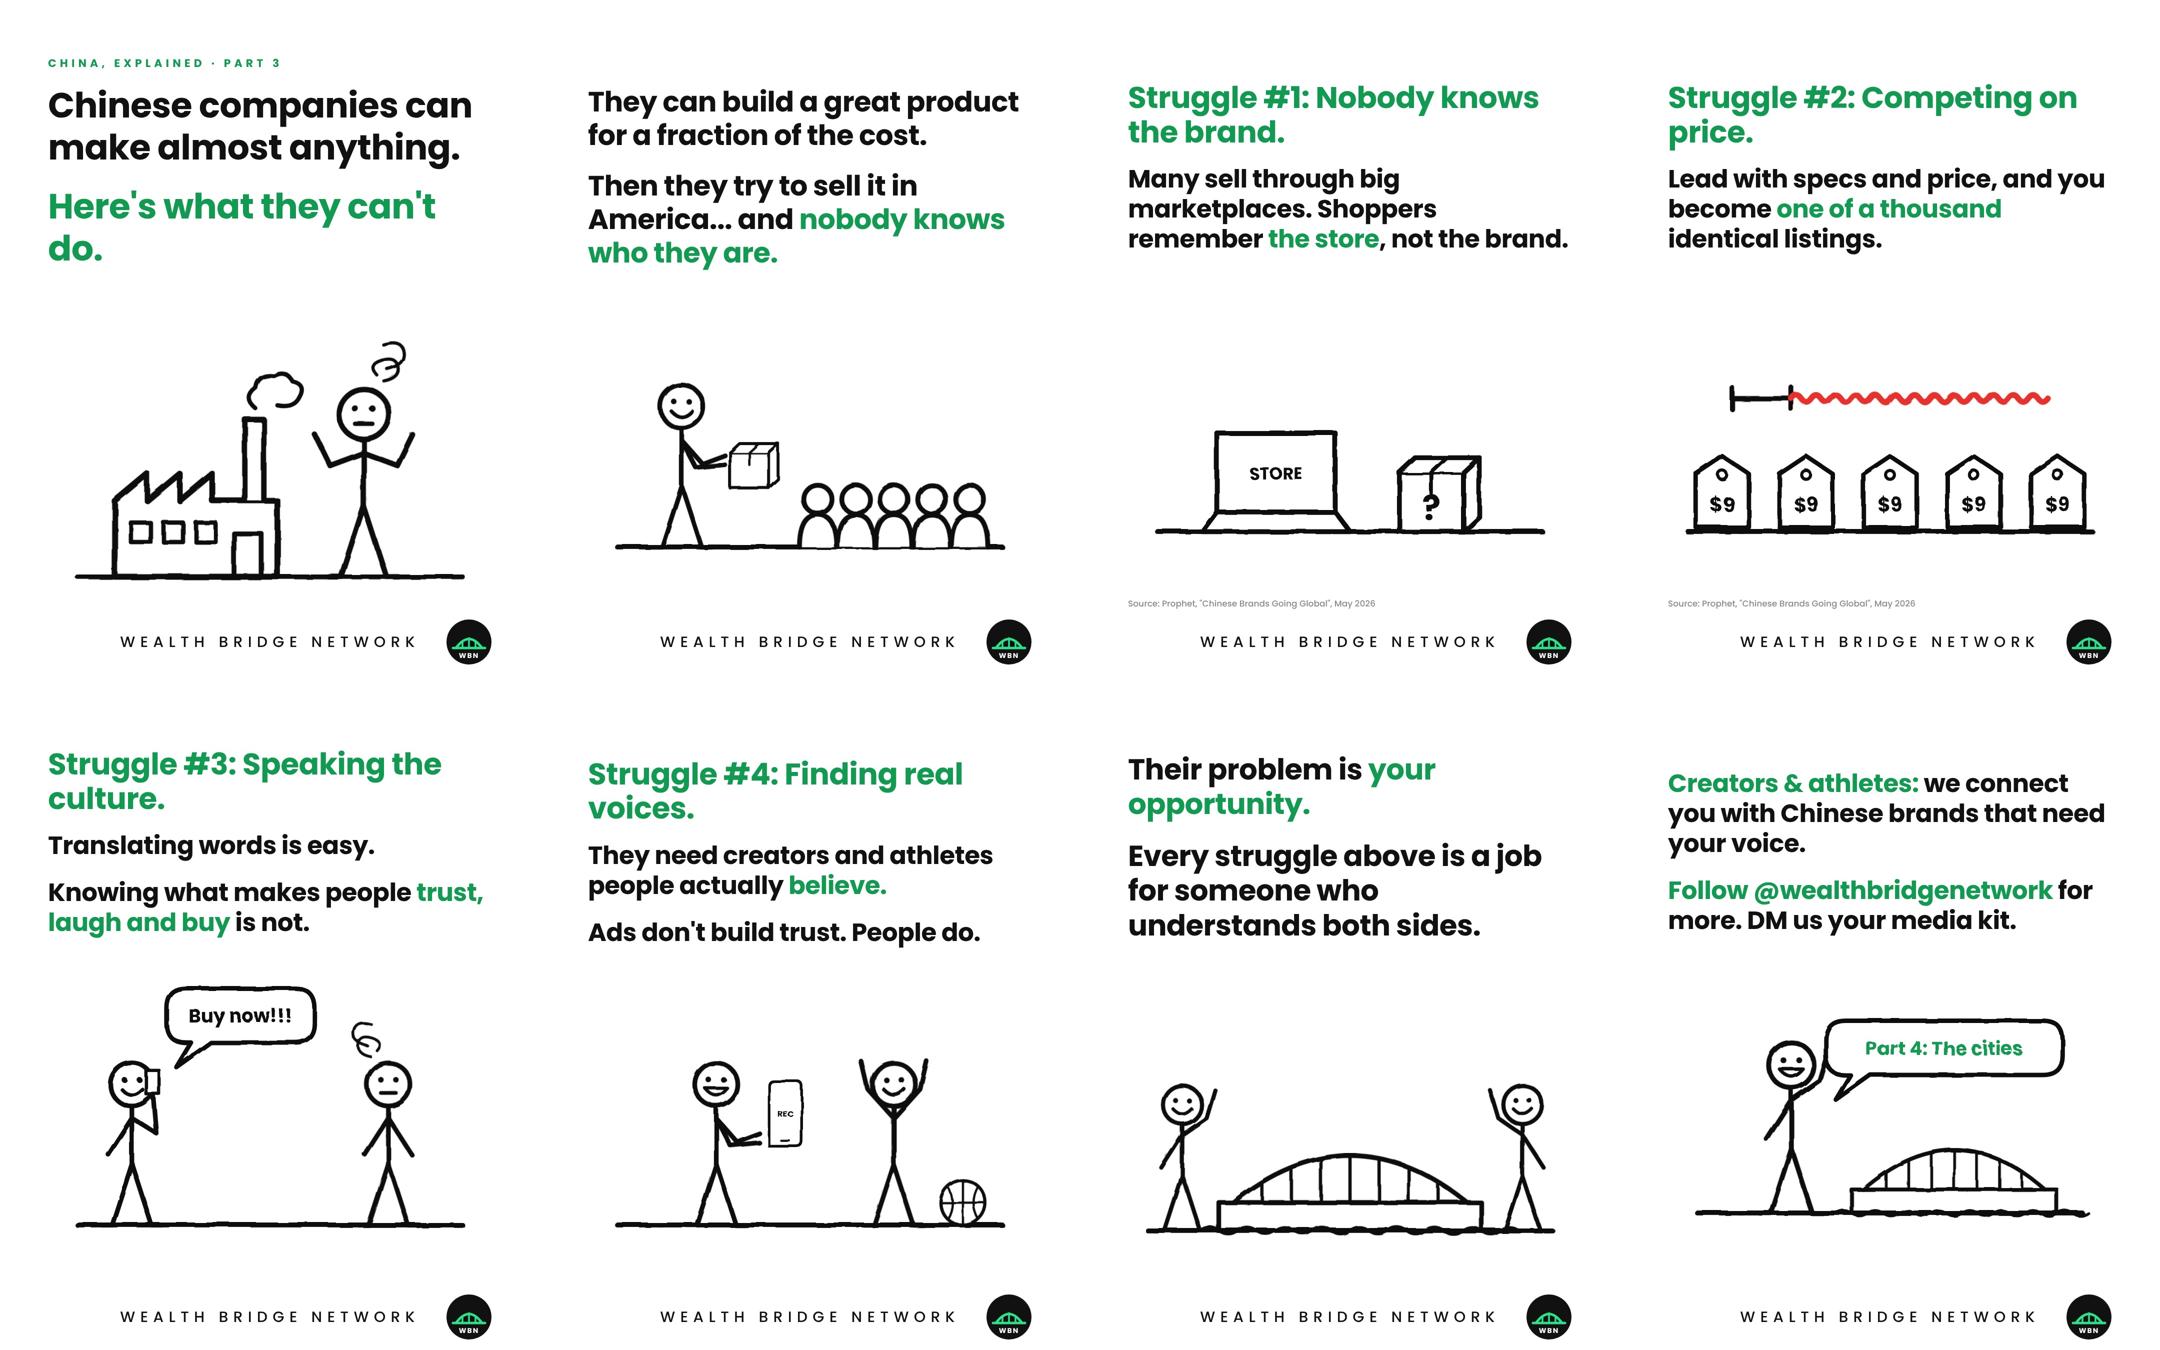 CHINA, EXPLAINED · PART 3
Chinese companies can
make almost anything.
Here's what they can't
do.
WEALTH BRIDGE NETWORK
WBN
They can build a great product
for a fraction of the cost.
Then they try to sell it in
America... and nobody knows
who they are.
WEALTH BRIDGE NETWORK
WBN
Struggle #1: Nobody knows
the brand.
Many sell through big
marketplaces. Shoppers
remember the store, not the brand.
STORE
?
Source: Prophet, "Chinese Brands Going Global", May 2026
WEALTH BRIDGE NETWORK
WBN
Struggle #2: Competing on
price.
Lead with specs and price, and you
become one of a thousand
identical listings.
$9 $9 $9 $9 $9
Source: Prophet, "Chinese Brands Going Global", May 2026
WEALTH BRIDGE NETWORK
WBN
Struggle #3: Speaking the
culture.
Translating words is easy.
Knowing what makes people trust,
laugh and buy is not.
Buy now!!!
WEALTH BRIDGE NETWORK
WBN
Struggle #4: Finding real
voices.
They need creators and athletes
people actually believe.
Ads don't build trust. People do.
REC
WEALTH BRIDGE NETWORK
WBN
Their problem is your
opportunity.
Every struggle above is a job
for someone who
understands both sides.
WEALTH BRIDGE NETWORK
WBN
Creators & athletes: we connect
you with Chinese brands that need
your voice.
Follow @wealthbridgenetwork for
more. DM us your media kit.
Part 4: The cities
WEALTH BRIDGE NETWORK
WBN